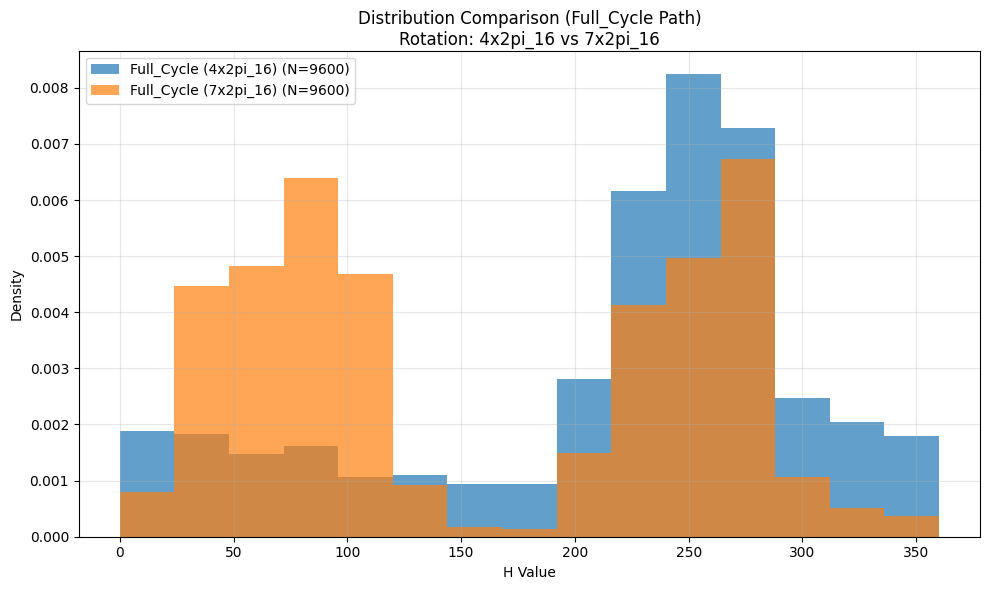 Distribution Comparison (Full_Cycle Path)
Rotation: 4x2pi_16 vs 7x2pi_16
Full_Cycle (4x2pi_16) (N=9600)
Full_Cycle (7x2pi_16) (N=9600)
Density
0.008
0.007
0.006
0.005
0.004
0.003
0.002
0.001
0.000
0 50 100 150 200 250 300 350
H Value